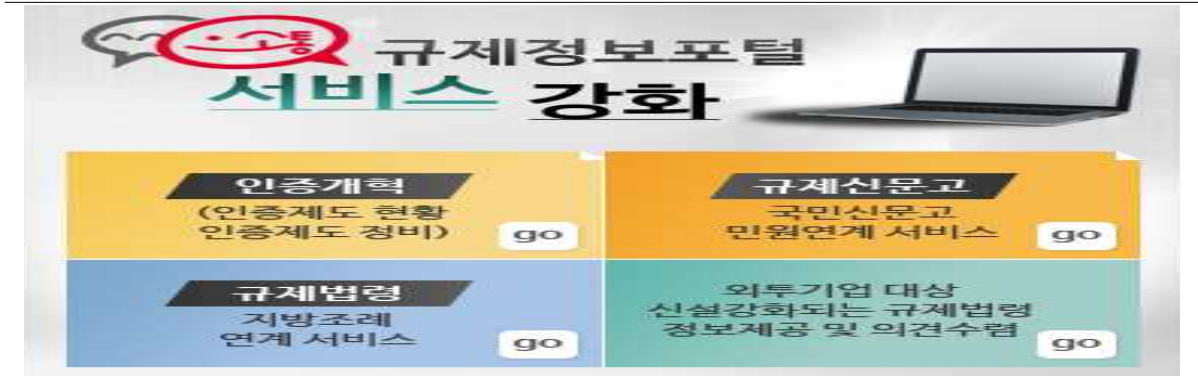 소통 규제정보포털
서비스 강화
인증개혁
(인증제도 현황
인증제도 정비)
go
규제신문고
국민신문고
민원연계 서비스
go
규제법령
지방조례
연계 서비스
go
외투기업 대상
신설강화되는 규제법령
정보제공 및 의견수렴
go